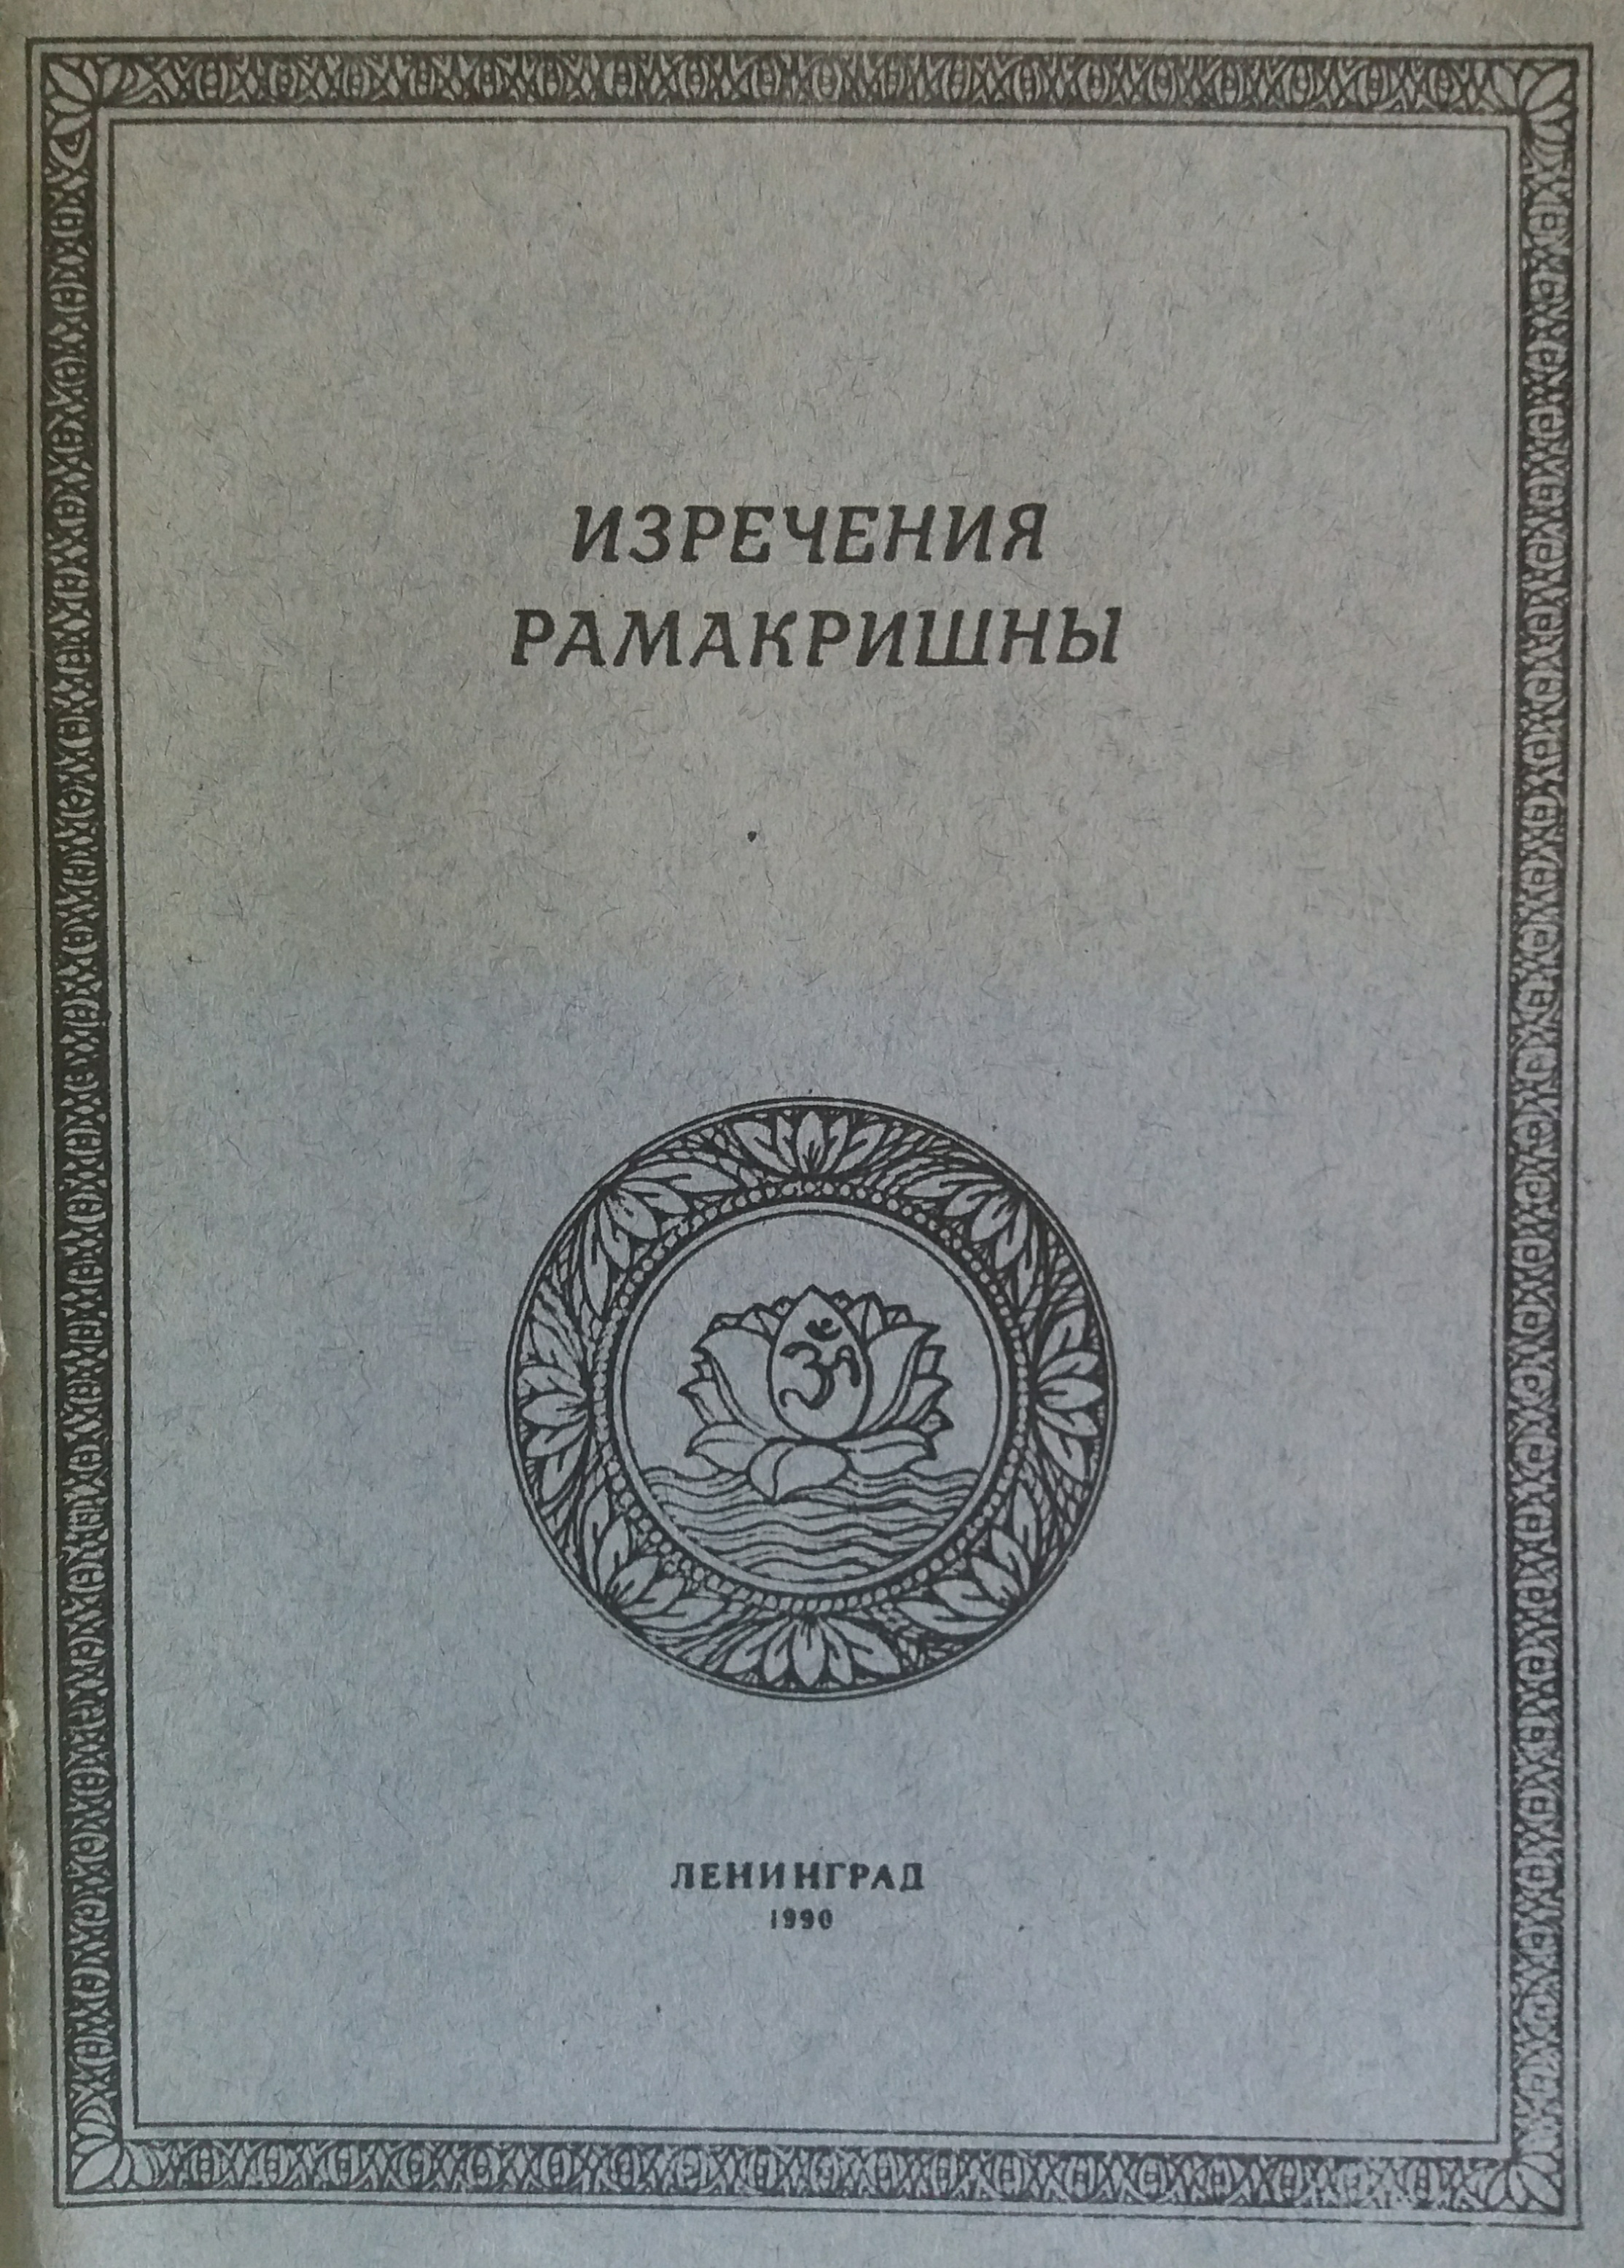 ИЗРЕЧЕНИЯ
РАМАКРИШНЫ
ॐ
ЛЕНИНГРАД
1990